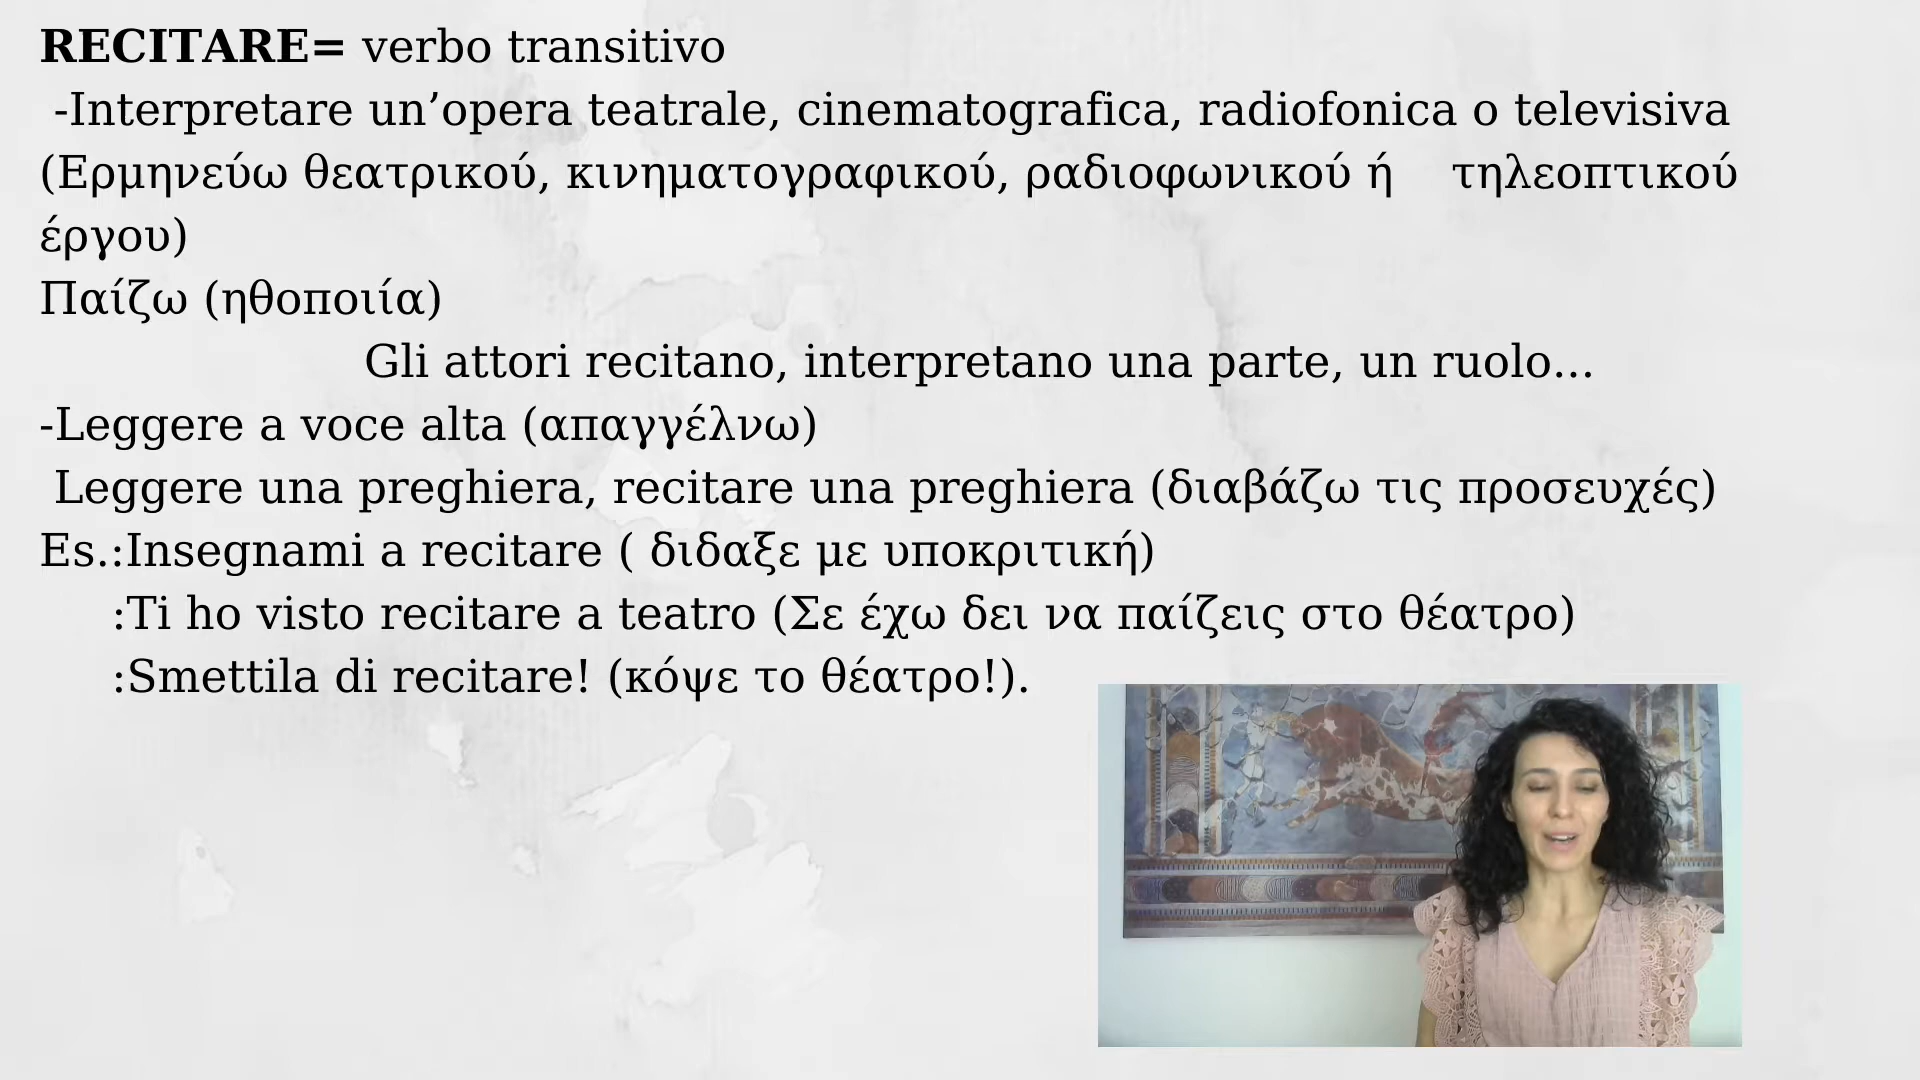 RECITARE= verbo transitivo
-Interpretare un’opera teatrale, cinematografica, radiofonica o televisiva
(Ερμηνεύω θεατρικού, κινηματογραφικού, ραδιοφωνικού ή τηλεοπτικού
έργου)
Παίζω (ηθοποιία)
Gli attori recitano, interpretano una parte, un ruolo...
-Leggere a voce alta (απαγγέλνω)
Leggere una preghiera, recitare una preghiera (διαβάζω τις προσευχές)
Es.:Insegnami a recitare ( διδαξε με υποκριτική)
:Ti ho visto recitare a teatro (Σε έχω δει να παίζεις στο θέατρο)
:Smettila di recitare! (κόψε το θέατρο!).